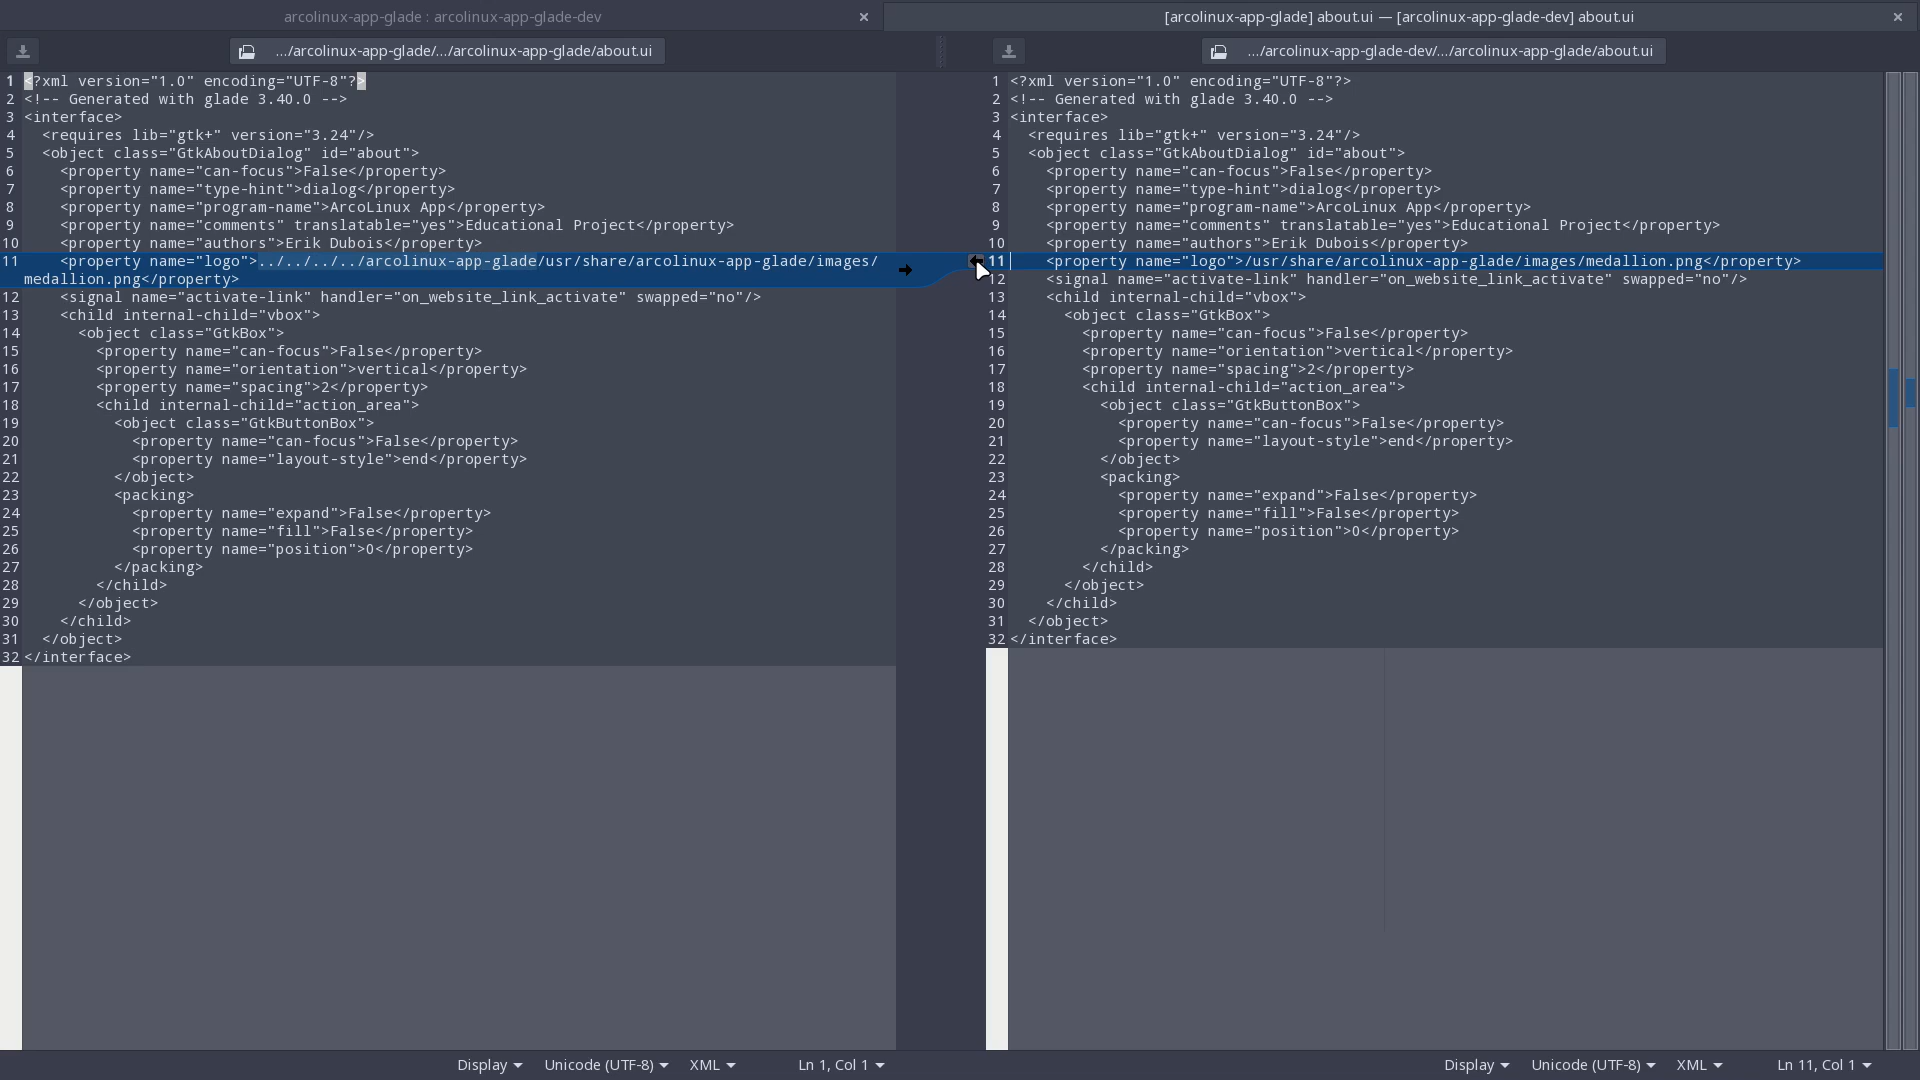 arcolinux-app-glade : arcolinux-app-glade-dev
[arcolinux-app-glade] about.ui — [arcolinux-app-glade-dev] about.ui
.../arcolinux-app-glade/.../arcolinux-app-glade/about.ui
1 <?xml version="1.0" encoding="UTF-8"?>
2 <!-- Generated with glade 3.40.0 -->
3 <interface>
4   <requires lib="gtk+" version="3.24"/>
5   <object class="GtkAboutDialog" id="about">
6     <property name="can-focus">False</property>
7     <property name="type-hint">dialog</property>
8     <property name="program-name">ArcoLinux App</property>
9     <property name="comments" translatable="yes">Educational Project</property>
10     <property name="authors">Erik Dubois</property>
11     <property name="logo">../../../../arcolinux-app-glade/usr/share/arcolinux-app-glade/images/
medallion.png</property>
12     <signal name="activate-link" handler="on_website_link_activate" swapped="no"/>
13     <child internal-child="vbox">
14       <object class="GtkBox">
15         <property name="can-focus">False</property>
16         <property name="orientation">vertical</property>
17         <property name="spacing">2</property>
18         <child internal-child="action_area">
19           <object class="GtkButtonBox">
20             <property name="can-focus">False</property>
21             <property name="layout-style">end</property>
22           </object>
23           <packing>
24             <property name="expand">False</property>
25             <property name="fill">False</property>
26             <property name="position">0</property>
27           </packing>
28         </child>
29       </object>
30     </child>
31   </object>
32 </interface>
Display Unicode (UTF-8) XML Ln 1, Col 1
.../arcolinux-app-glade-dev/.../arcolinux-app-glade/about.ui
1 <?xml version="1.0" encoding="UTF-8"?>
2 <!-- Generated with glade 3.40.0 -->
3 <interface>
4   <requires lib="gtk+" version="3.24"/>
5   <object class="GtkAboutDialog" id="about">
6     <property name="can-focus">False</property>
7     <property name="type-hint">dialog</property>
8     <property name="program-name">ArcoLinux App</property>
9     <property name="comments" translatable="yes">Educational Project</property>
10     <property name="authors">Erik Dubois</property>
11     <property name="logo">/usr/share/arcolinux-app-glade/images/medallion.png</property>
12     <signal name="activate-link" handler="on_website_link_activate" swapped="no"/>
13     <child internal-child="vbox">
14       <object class="GtkBox">
15         <property name="can-focus">False</property>
16         <property name="orientation">vertical</property>
17         <property name="spacing">2</property>
18         <child internal-child="action_area">
19           <object class="GtkButtonBox">
20             <property name="can-focus">False</property>
21             <property name="layout-style">end</property>
22           </object>
23           <packing>
24             <property name="expand">False</property>
25             <property name="fill">False</property>
26             <property name="position">0</property>
27           </packing>
28         </child>
29       </object>
30     </child>
31   </object>
32 </interface>
Display Unicode (UTF-8) XML Ln 11, Col 1